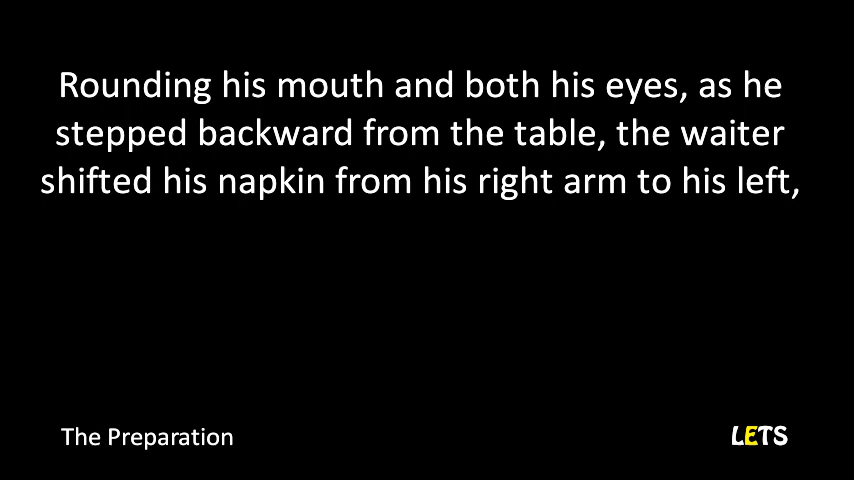 Rounding his mouth and both his eyes, as he
stepped backward from the table, the waiter
shifted his napkin from his right arm to his left,
The Preparation
LETS